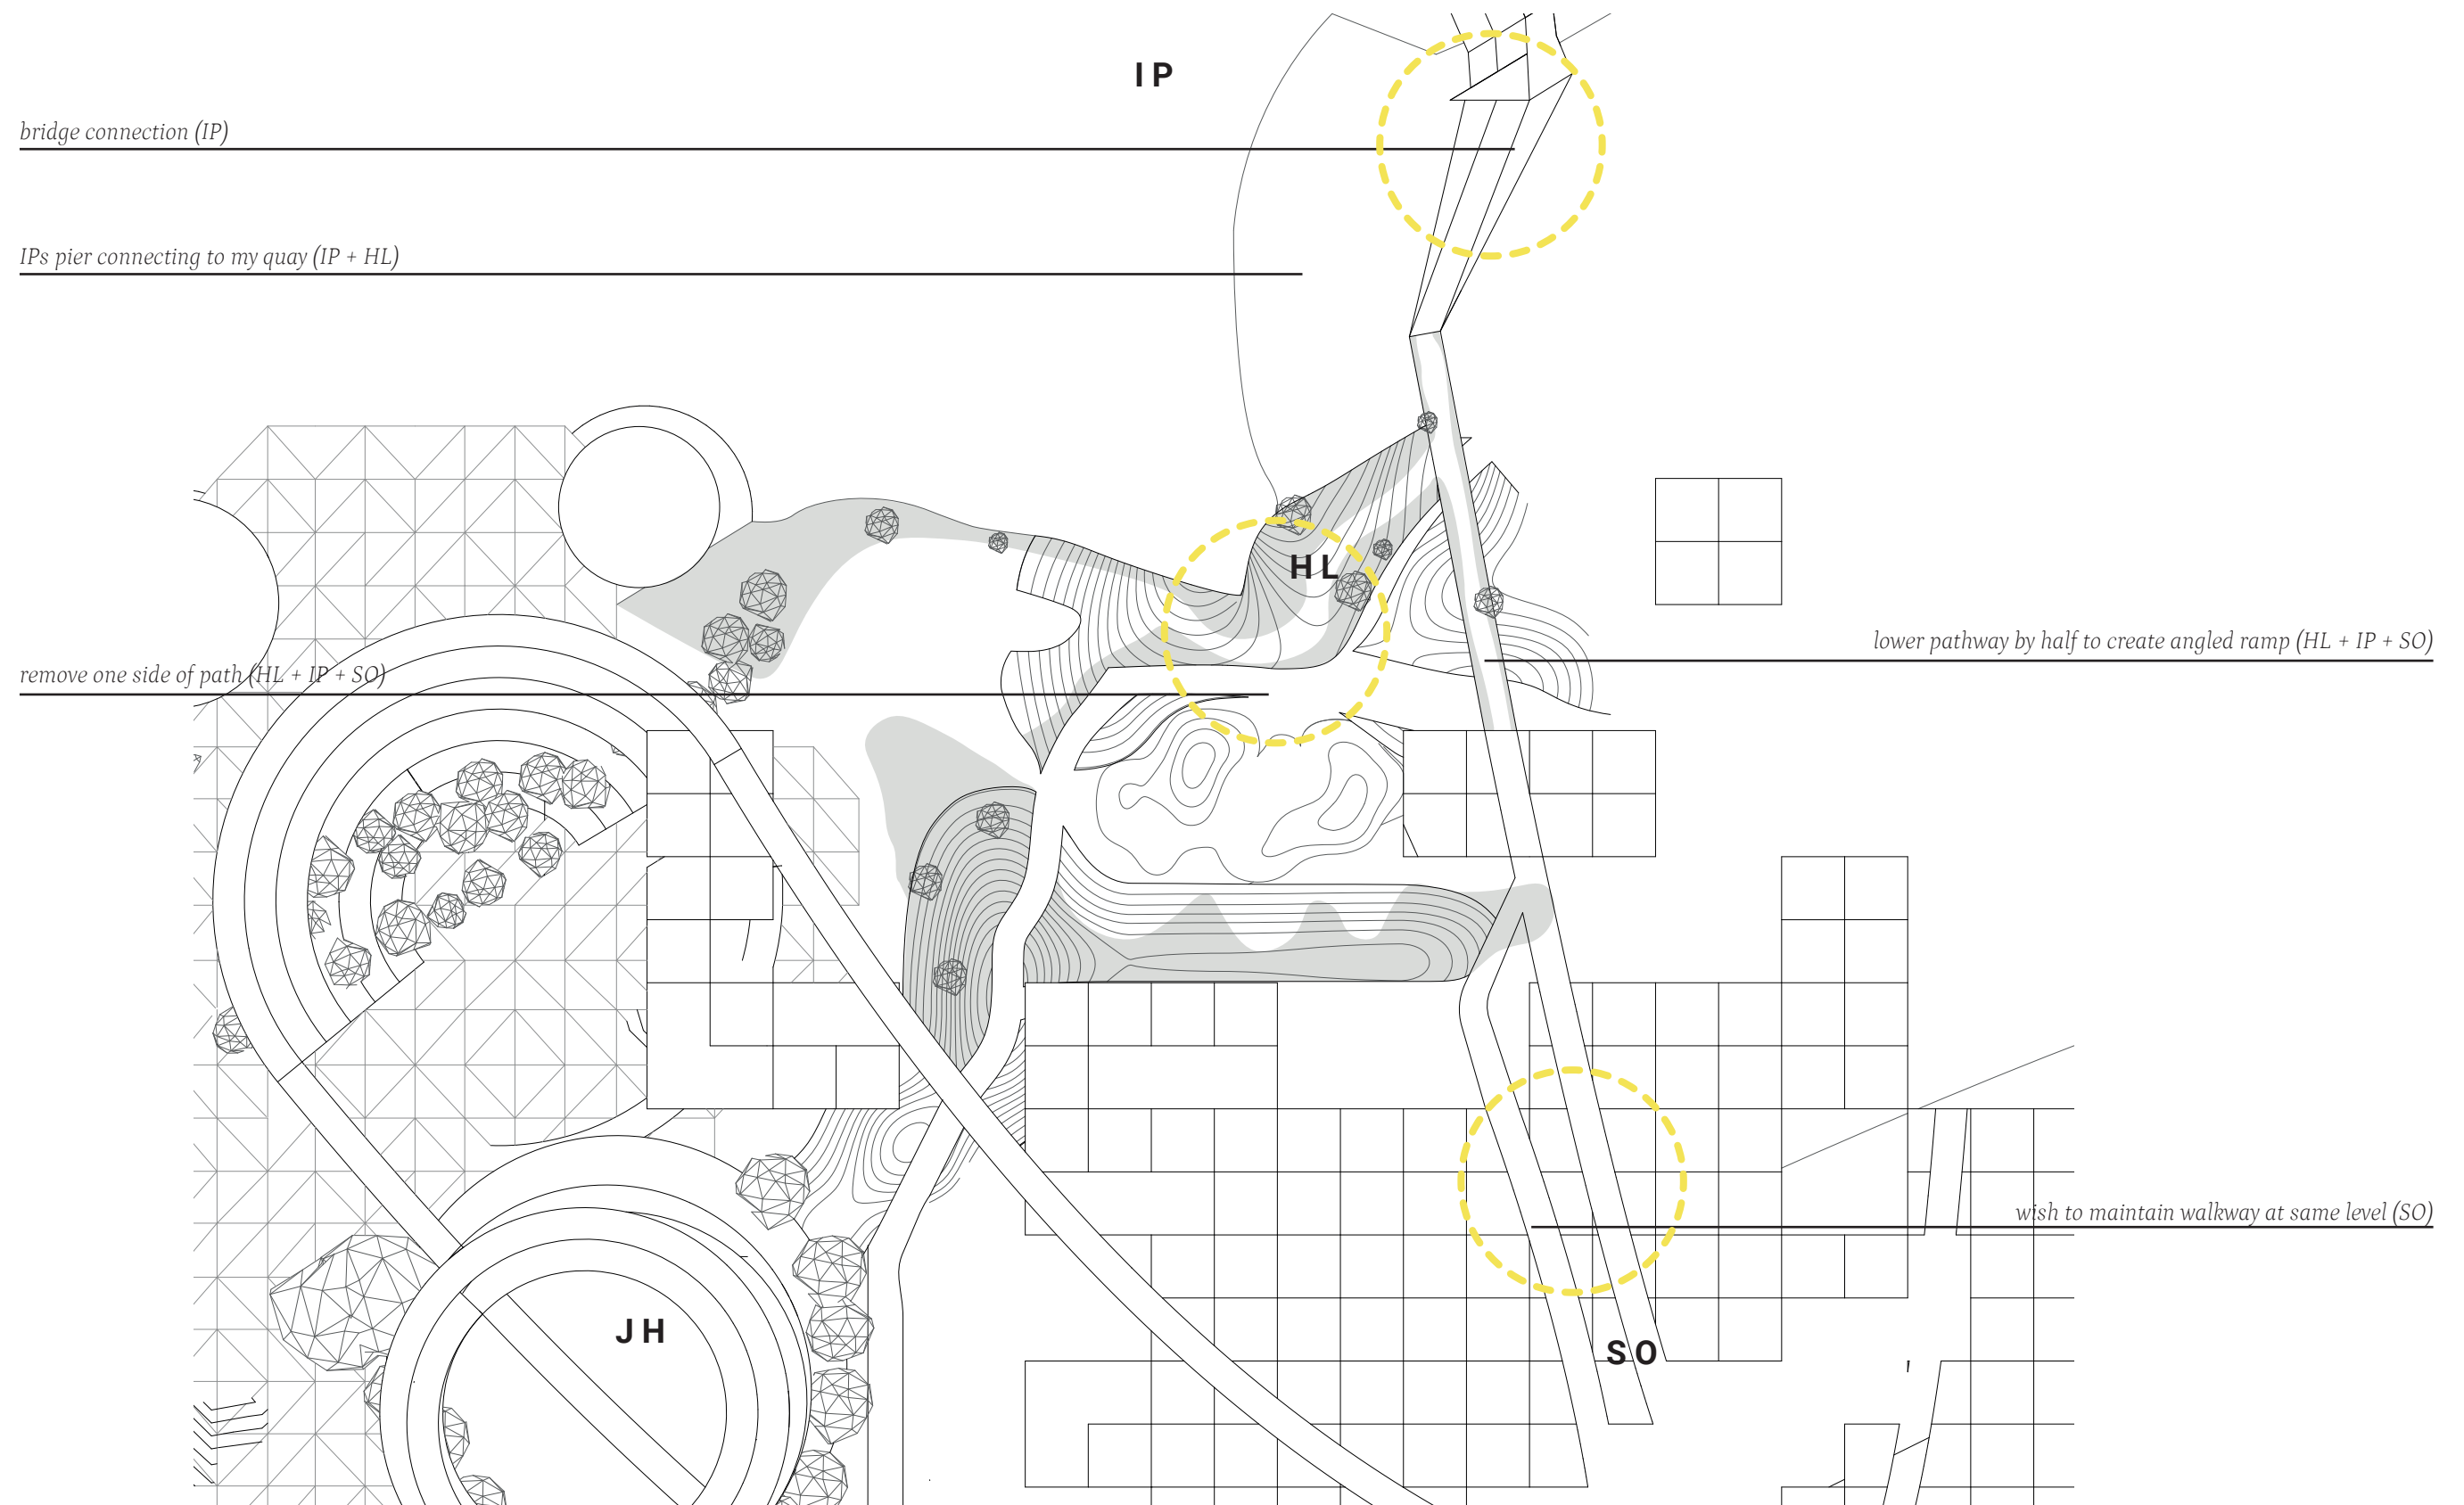 IP
bridge connection (IP)
IPs pier connecting to my quay (IP + HL)
HL
lower pathway by half to create angled ramp (HL + IP + SO)
remove one side of path (HL + IP + SO)
wish to maintain walkway at same level (SO)
JH
SO